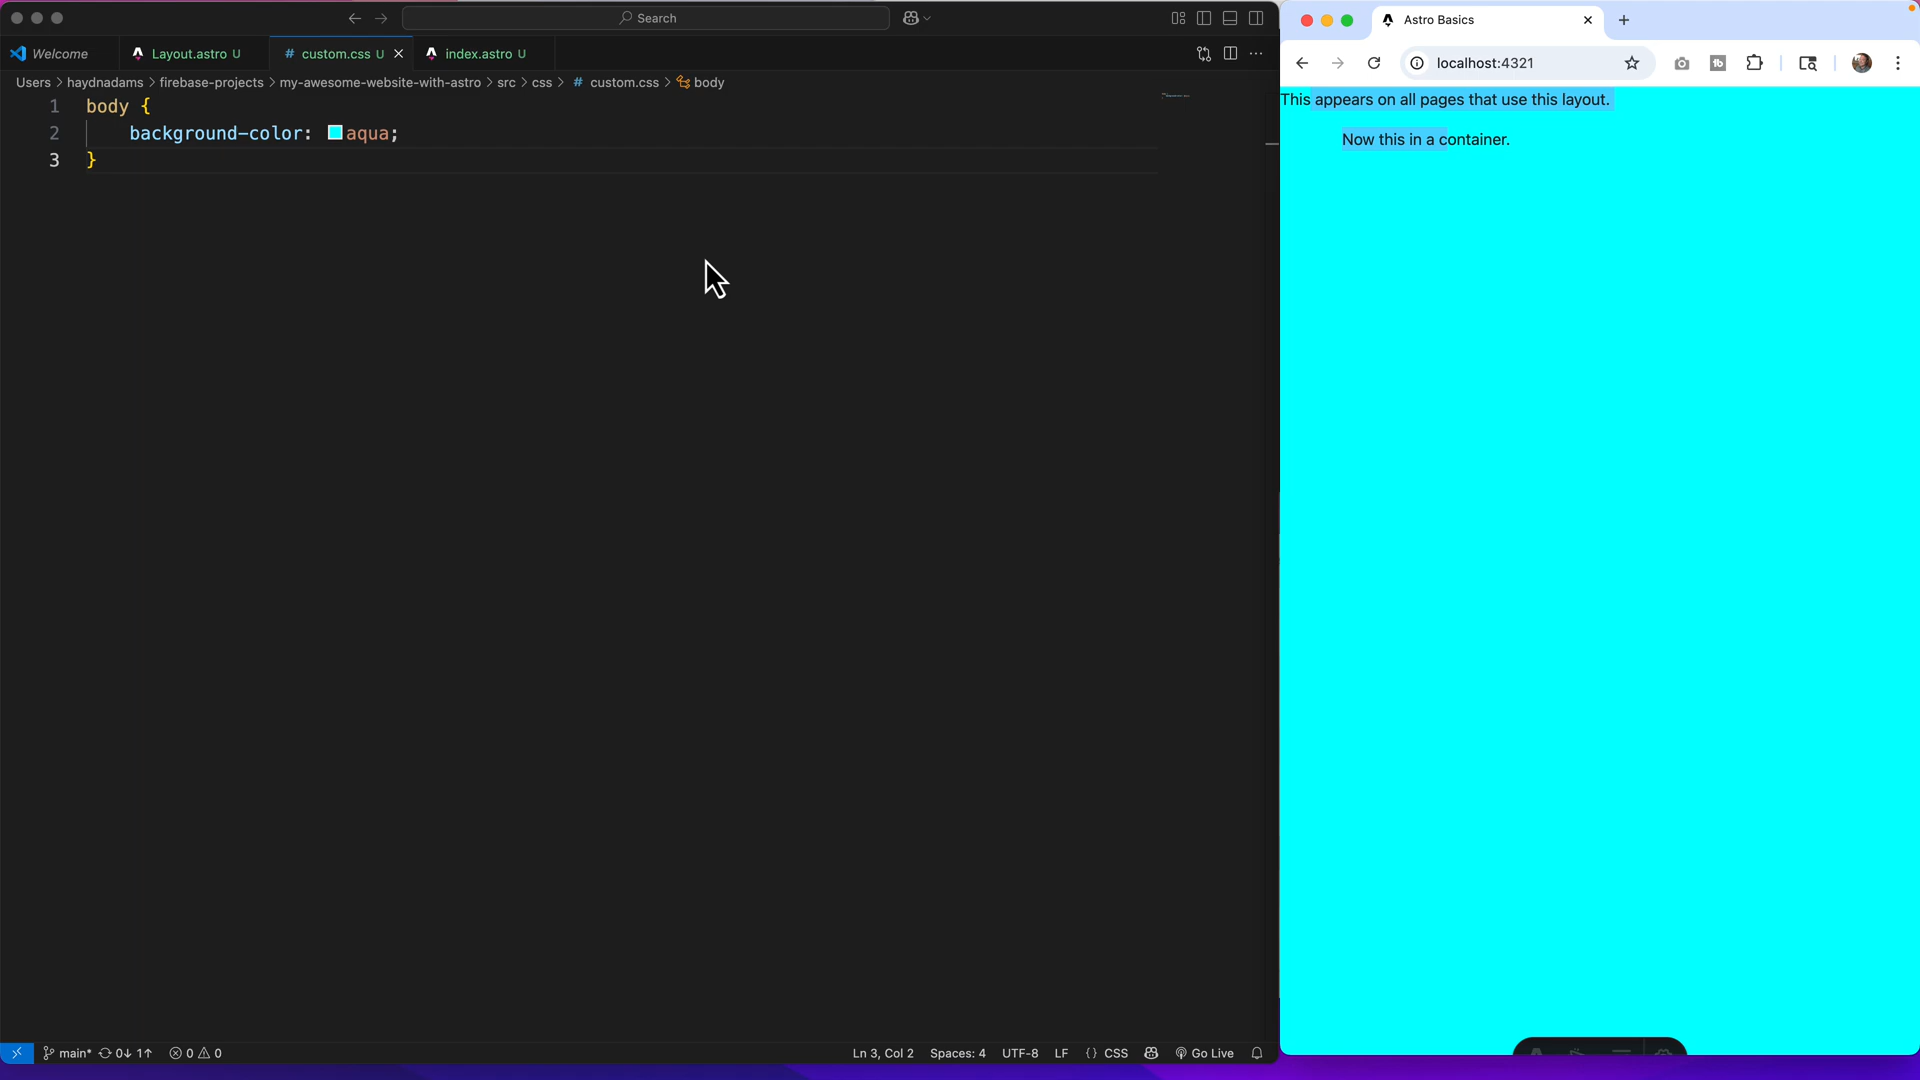 Search
Welcome
Layout.astro U
# custom.css U
index.astro U
Users > haydnadams > firebase-projects > my-awesome-website-with-astro > src > css > # custom.css > body
1 body {
2 background-color: aqua;
3 }
main* 0↓ 1↑ 0 0
Ln 3, Col 2 Spaces: 4 UTF-8 LF {} CSS Go Live
Astro Basics
localhost:4321
This appears on all pages that use this layout.
Now this in a container.